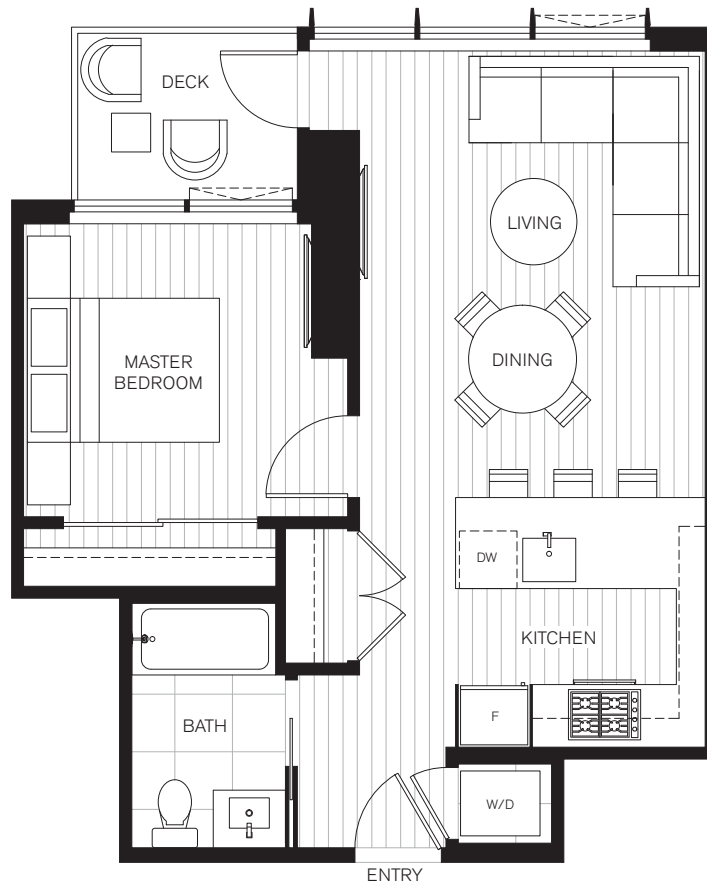 DECK
LIVING
MASTER
BEDROOM
DINING
DW
KITCHEN
F
BATH
W/D
ENTRY